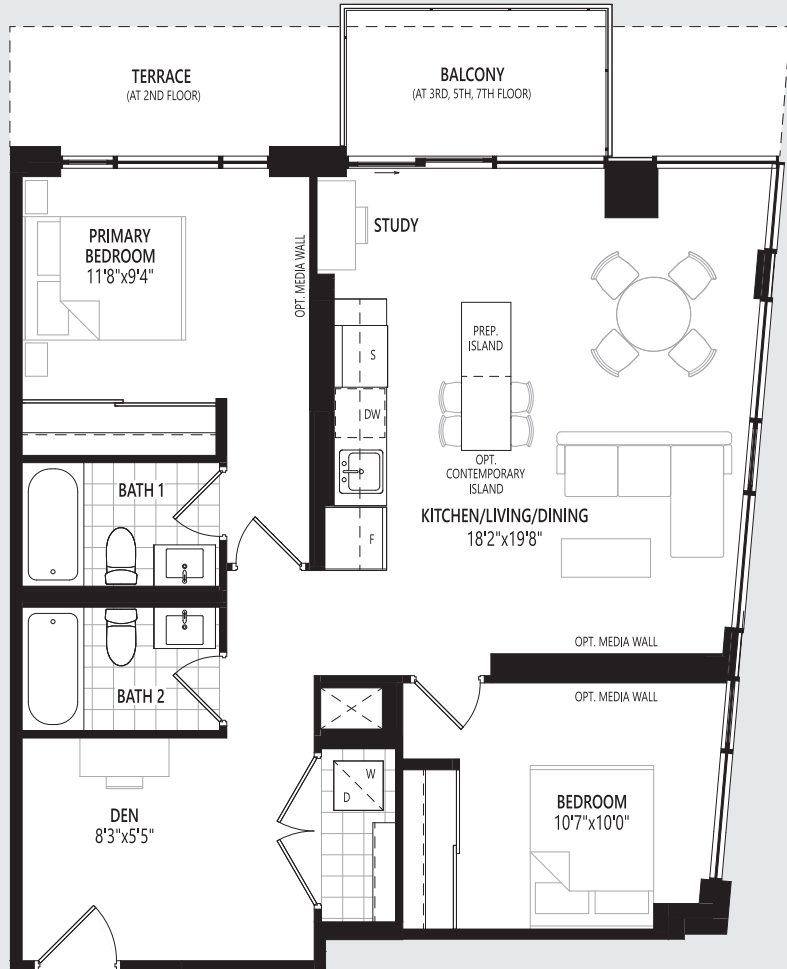 TERRACE
(AT 2ND FLOOR)
BALCONY
(AT 3RD, 5TH, 7TH FLOOR)
PRIMARY
BEDROOM
11'8"x9'4"
OPT. MEDIA WALL
STUDY
PREP.
ISLAND
S
DW
OPT.
CONTEMPORARY
ISLAND
F
KITCHEN/LIVING/DINING
18'2"x19'8"
BATH 1
BATH 2
OPT. MEDIA WALL
OPT. MEDIA WALL
W
D
DEN
8'3"x5'5"
BEDROOM
10'7"x10'0"